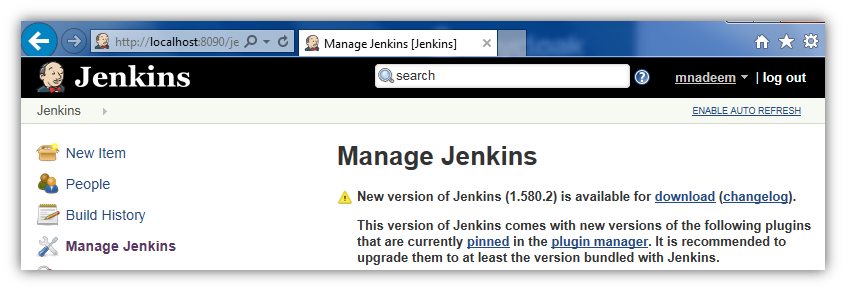 http://localhost:8090/je
Manage Jenkins [Jenkins]
Jenkins
search
mnadeem
| log out
Jenkins
ENABLE AUTO REFRESH
New Item
People
Build History
Manage Jenkins
Manage Jenkins
New version of Jenkins (1.580.2) is available for download (changelog).
This version of Jenkins comes with new versions of the following plugins
that are currently pinned in the plugin manager. It is recommended to
upgrade them to at least the version bundled with Jenkins.